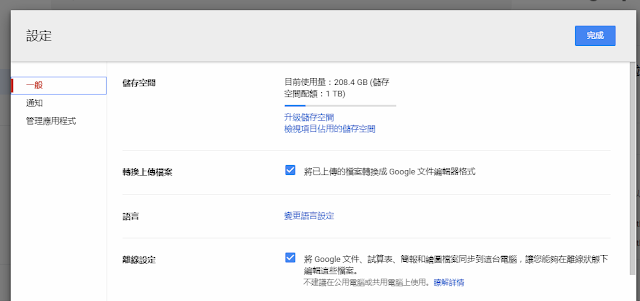 設定
完成
一般
通知
管理應用程式
儲存空間
目前使用量：208.4 GB (儲存
空間配額：1 TB)
升級儲存空間
檢視項目佔用的儲存空間
轉換上傳檔案
將已上傳的檔案轉換成 Google 文件編輯器格式
語言
變更語言設定
離線設定
將 Google 文件、試算表、簡報和繪圖檔案同步到這台電腦，讓您能夠在離線狀態下
編輯這些檔案。
不建議在公用電腦或共用電腦上使用。瞭解詳情